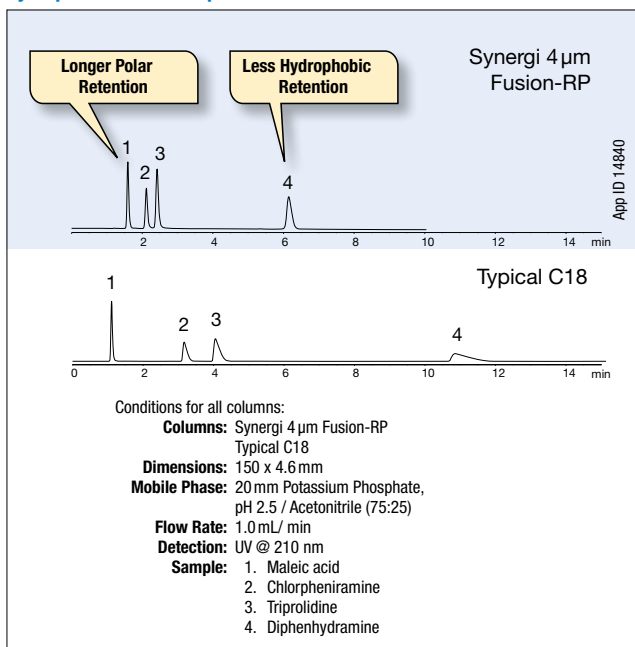 Synergi 4 µm
Fusion-RP
Longer Polar
Retention
Less Hydrophobic
Retention
1
2
3
4
App ID 14840
2 4 6 8 10 12 14 min
Typical C18
1
2
3
4
0 2 4 6 8 10 12 14 min
Conditions for all columns:
Columns: Synergi 4 µm Fusion-RP
Typical C18
Dimensions: 150 x 4.6 mm
Mobile Phase: 20 mm Potassium Phosphate,
pH 2.5 / Acetonitrile (75:25)
Flow Rate: 1.0 mL/ min
Detection: UV @ 210 nm
Sample: 1. Maleic acid
2. Chlorpheniramine
3. Triprolidine
4. Diphenhydramine